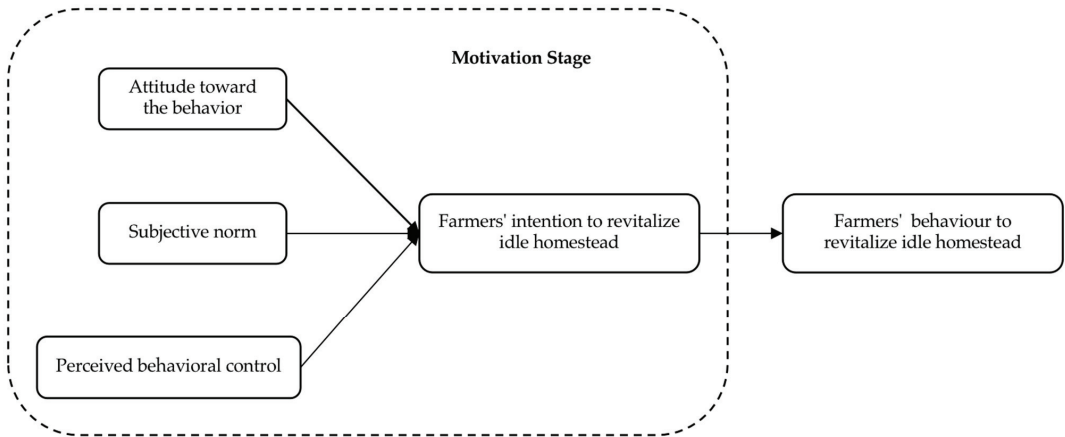 Motivation Stage
Attitude toward
the behavior
Subjective norm
Perceived behavioral control
Farmers' intention to revitalize
idle homestead
Farmers' behaviour to
revitalize idle homestead